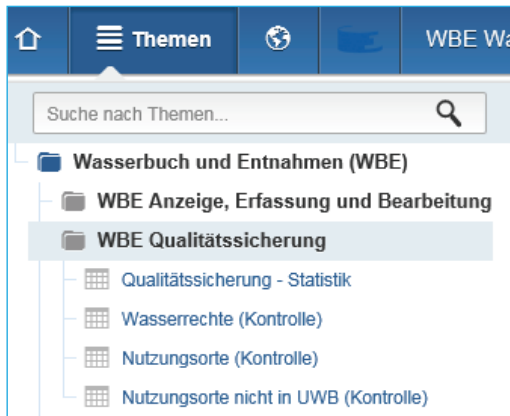 Themen WBE Wa
Suche nach Themen...
Wasserbuch und Entnahmen (WBE)
WBE Anzeige, Erfassung und Bearbeitung
WBE Qualitätssicherung
Qualitätssicherung - Statistik
Wasserrechte (Kontrolle)
Nutzungsorte (Kontrolle)
Nutzungsorte nicht in UWB (Kontrolle)